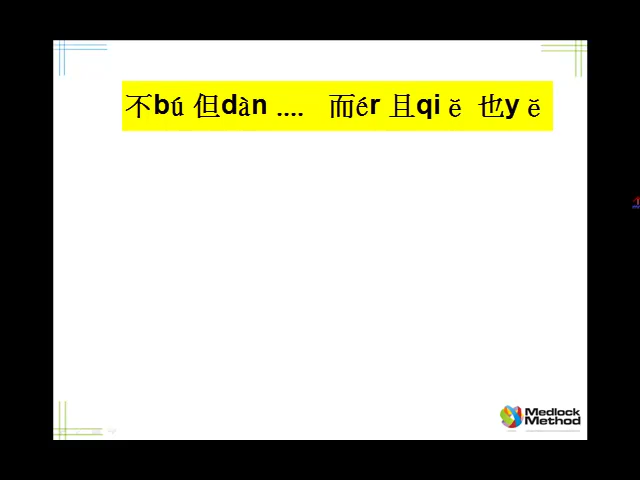 不bú 但dàn .... 而ér 且qiě 也yě
Medlock
Method